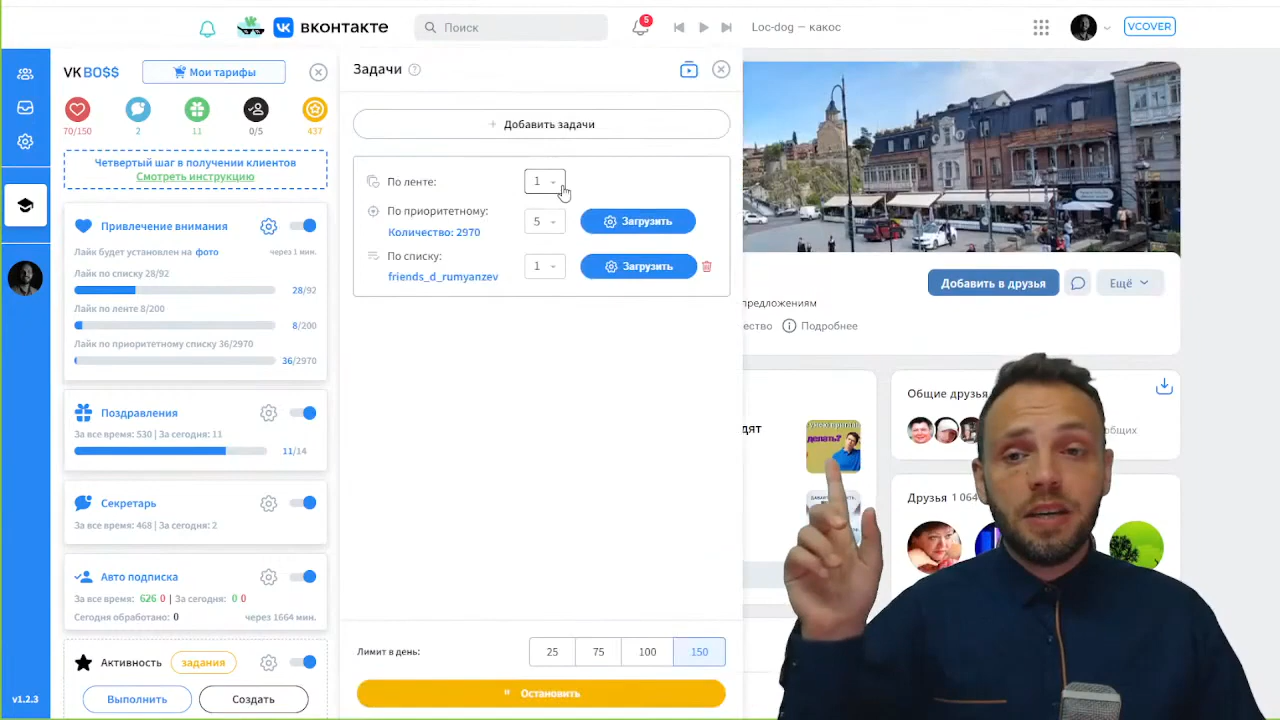 вконтакте
Поиск
5
Loc-dog — какос
VCOVER
VK BO$$
Мои тарифы
70/150
2
11
0/5
437
Четвертый шаг в получении клиентов
Смотреть инструкцию
Привлечение внимания
Лайк будет установлен на фото
через 1 мин.
Лайк по списку 28/92
28/92
Лайк по ленте 8/200
8/200
Лайк по приоритетному списку 36/2970
36/2970
Поздравления
За все время: 530 | За сегодня: 11
11/14
Секретарь
За все время: 468 | За сегодня: 2
Авто подписка
За все время: 626 0 | За сегодня: 0 0
Сегодня обработано: 0
через 1664 мин.
Активность
задания
Выполнить
Создать
v1.2.3
Задачи
+ Добавить задачи
По ленте:
1
По приоритетному:
Количество: 2970
5
Загрузить
По списку:
friends_d_rumyanzev
1
Загрузить
Лимит в день:
25
75
100
150
Остановить
Добавить в друзья
Ещё
предложениям
ество
Подробнее
Общие друзья
общих
дят
делать?
Друзья 1 064